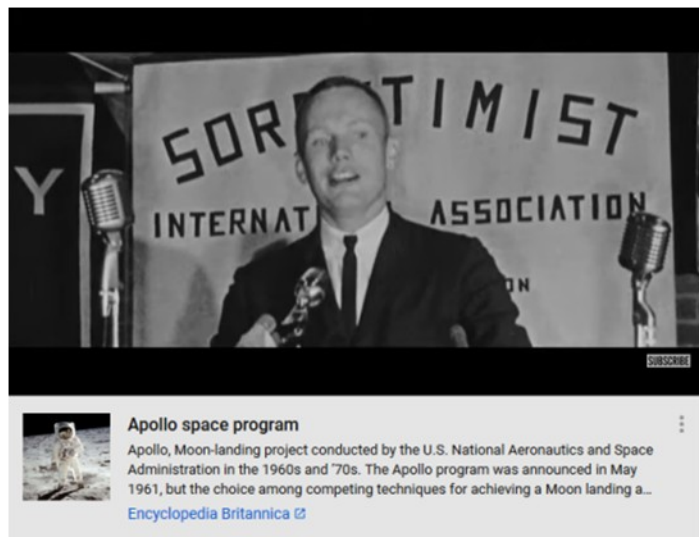 Y
SOR TIMIST
INTERNAT ASSOCIATION
ON
SUBSCRIBE
Apollo space program
Apollo, Moon-landing project conducted by the U.S. National Aeronautics and Space
Administration in the 1960s and '70s. The Apollo program was announced in May
1961, but the choice among competing techniques for achieving a Moon landing a...
Encyclopedia Britannica